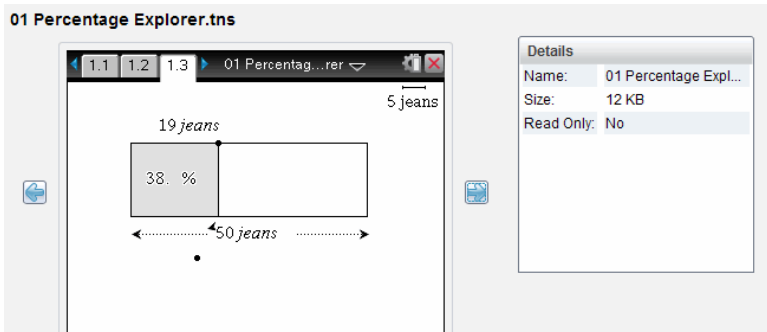 01 Percentage Explorer.tns
1.1 1.2 1.3 01 Percentag...rer
5 jeans
19 jeans
38. %
50 jeans
Details
Name: 01 Percentage Expl...
Size: 12 KB
Read Only: No